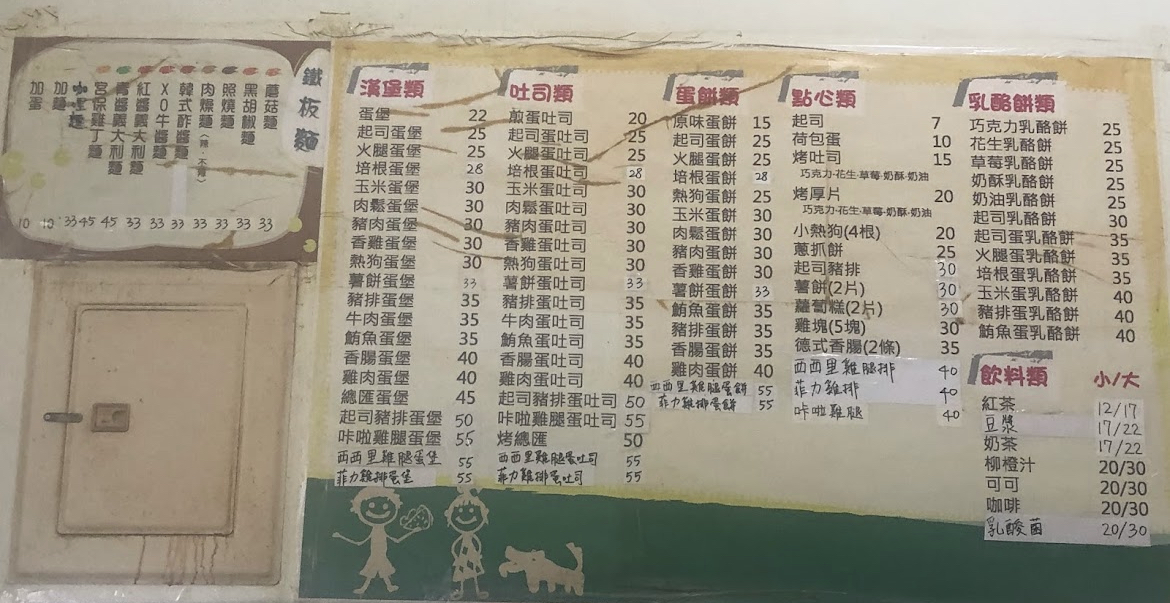 鐵板麵
蘑菇麵 33
黑胡椒麵 33
照燒麵 33
肉燥麵(辣·不辣) 33
韓式酢醬麵 33
XO牛醬麵 33
紅醬義大利麵 33
青醬義大利麵 45
宮保雞丁麵 45
33
加麵 10
加蛋 10
漢堡類
蛋堡 22
起司蛋堡 25
火腿蛋堡 25
培根蛋堡 28
玉米蛋堡 30
肉鬆蛋堡 30
豬肉蛋堡 30
香雞蛋堡 30
熱狗蛋堡 30
薯餅蛋堡 33
豬排蛋堡 35
牛肉蛋堡 35
鮪魚蛋堡 35
香腸蛋堡 40
雞肉蛋堡 40
總匯蛋堡 45
起司豬排蛋堡 50
咔啦雞腿蛋堡 55
西西里雞腿蛋堡 55
菲力雞排蛋堡 55
吐司類
煎蛋吐司 20
起司蛋吐司 25
火腿蛋吐司 25
培根蛋吐司 28
玉米蛋吐司 30
肉鬆蛋吐司 30
豬肉蛋吐司 30
香雞蛋吐司 30
熱狗蛋吐司 30
薯餅蛋吐司 33
豬排蛋吐司 35
牛肉蛋吐司 35
鮪魚蛋吐司 35
香腸蛋吐司 40
雞肉蛋吐司 40
起司豬排蛋吐司 50
咔啦雞腿蛋吐司 55
烤總匯 50
西西里雞腿蛋吐司 55
菲力雞排蛋吐司 55
蛋餅類
原味蛋餅 15
起司蛋餅 25
火腿蛋餅 25
培根蛋餅 28
熱狗蛋餅 25
玉米蛋餅 30
肉鬆蛋餅 30
豬肉蛋餅 30
香雞蛋餅 30
薯餅蛋餅 33
鮪魚蛋餅 35
豬排蛋餅 35
香腸蛋餅 35
雞肉蛋餅 40
西西里雞腿蛋餅 55
菲力雞排蛋餅 55
點心類
起司 7
荷包蛋 10
烤吐司 15
巧克力·花生·草莓·奶酥·奶油
烤厚片 20
巧克力·花生·草莓·奶酥·奶油
小熱狗(4根) 20
蔥抓餅 25
起司豬排 30
薯餅(2片) 30
蘿蔔糕(2片) 30
雞塊(5塊) 30
德式香腸(2條) 35
西西里雞腿排 40
菲力雞排 40
咔啦雞腿 40
乳酪餅類
巧克力乳酪餅 25
花生乳酪餅 25
草莓乳酪餅 25
奶酥乳酪餅 25
奶油乳酪餅 25
起司乳酪餅 30
起司蛋乳酪餅 35
火腿蛋乳酪餅 35
培根蛋乳酪餅 35
玉米蛋乳酪餅 40
豬排蛋乳酪餅 40
鮪魚蛋乳酪餅 40
飲料類 小/大
紅茶 12/17
豆漿 17/22
奶茶 17/22
柳橙汁 20/30
可可 20/30
咖啡 20/30
乳酸菌 20/30